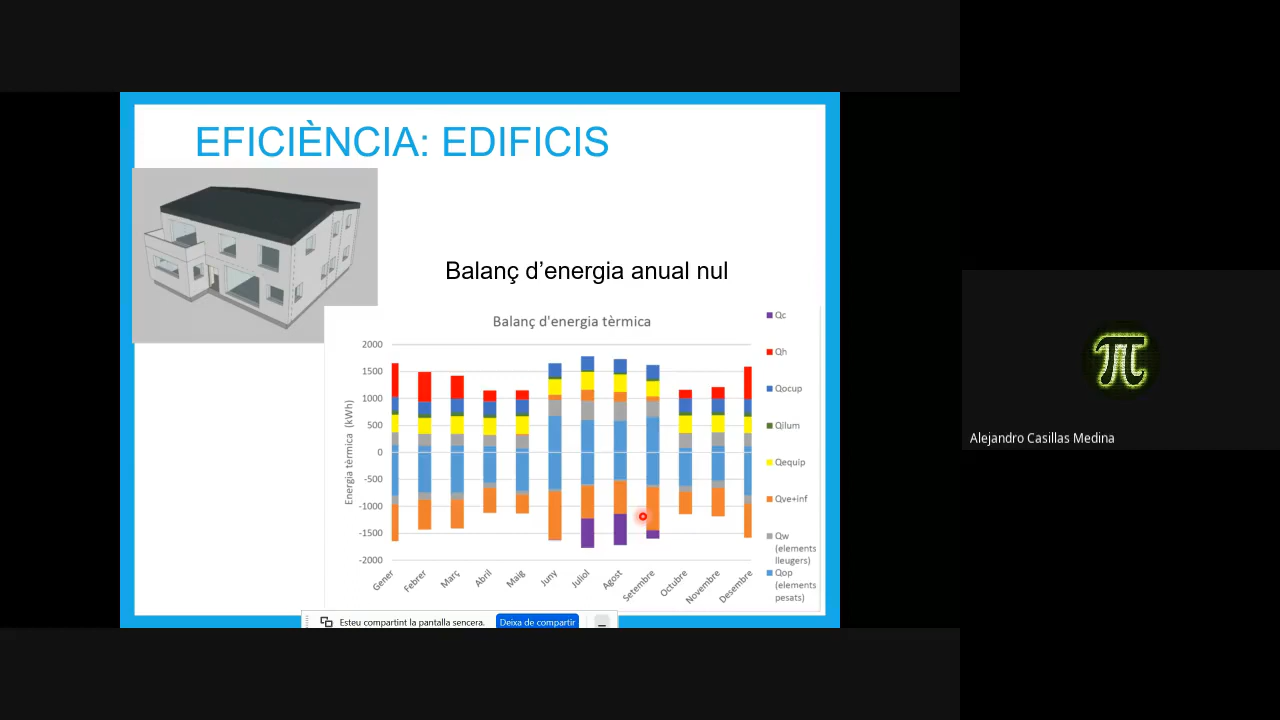 EFICIÈNCIA: EDIFICIS
Balanç d’energia anual nul
Balanç d'energia tèrmica
Energia tèrmica (kWh)
2000
1500
1000
500
0
-500
-1000
-1500
-2000
Gener
Febrer
Març
Abril
Maig
Juny
Juliol
Agost
Setembre
Octubre
Novembre
Desembre
Qc
Qh
Qocup
Qilum
Qequip
Qve+inf
Qw
(elements
lleugers)
Qop
(elements
pesats)
Esteu compartint la pantalla sencera.
Deixa de compartir
Alejandro Casillas Medina